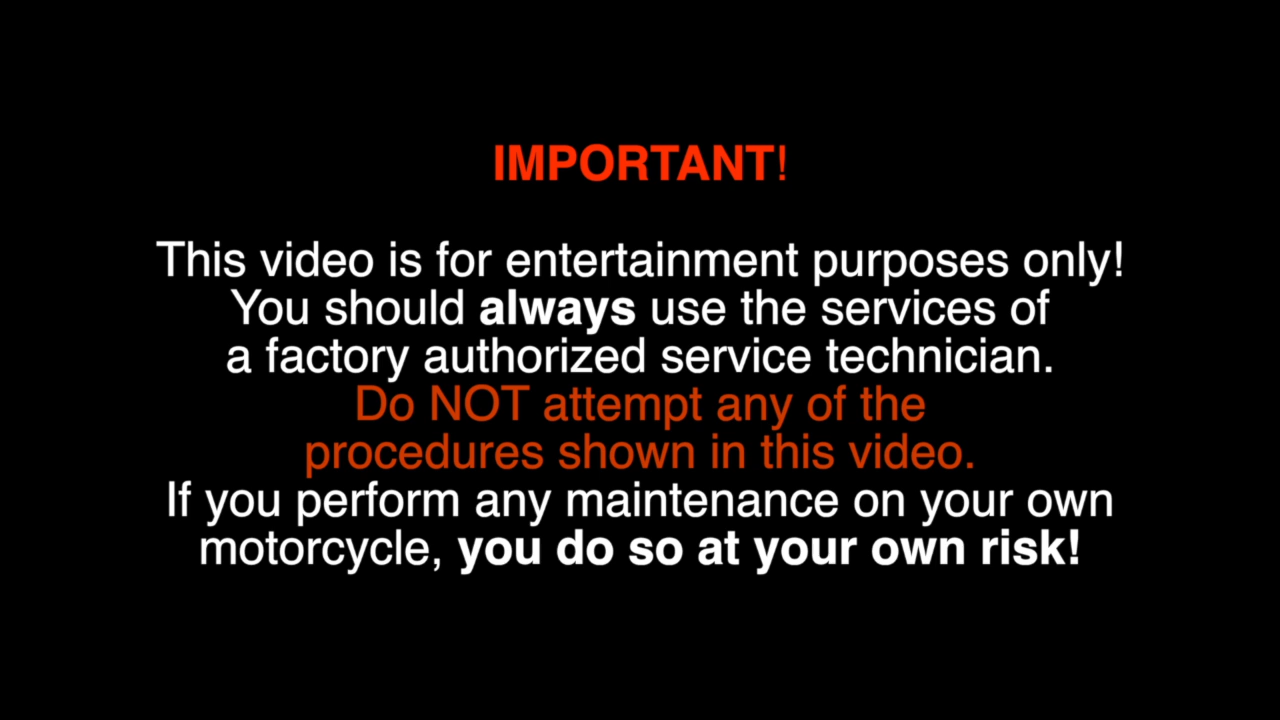 IMPORTANT!
This video is for entertainment purposes only!
You should always use the services of
a factory authorized service technician.
Do NOT attempt any of the
procedures shown in this video.
If you perform any maintenance on your own
motorcycle, you do so at your own risk!